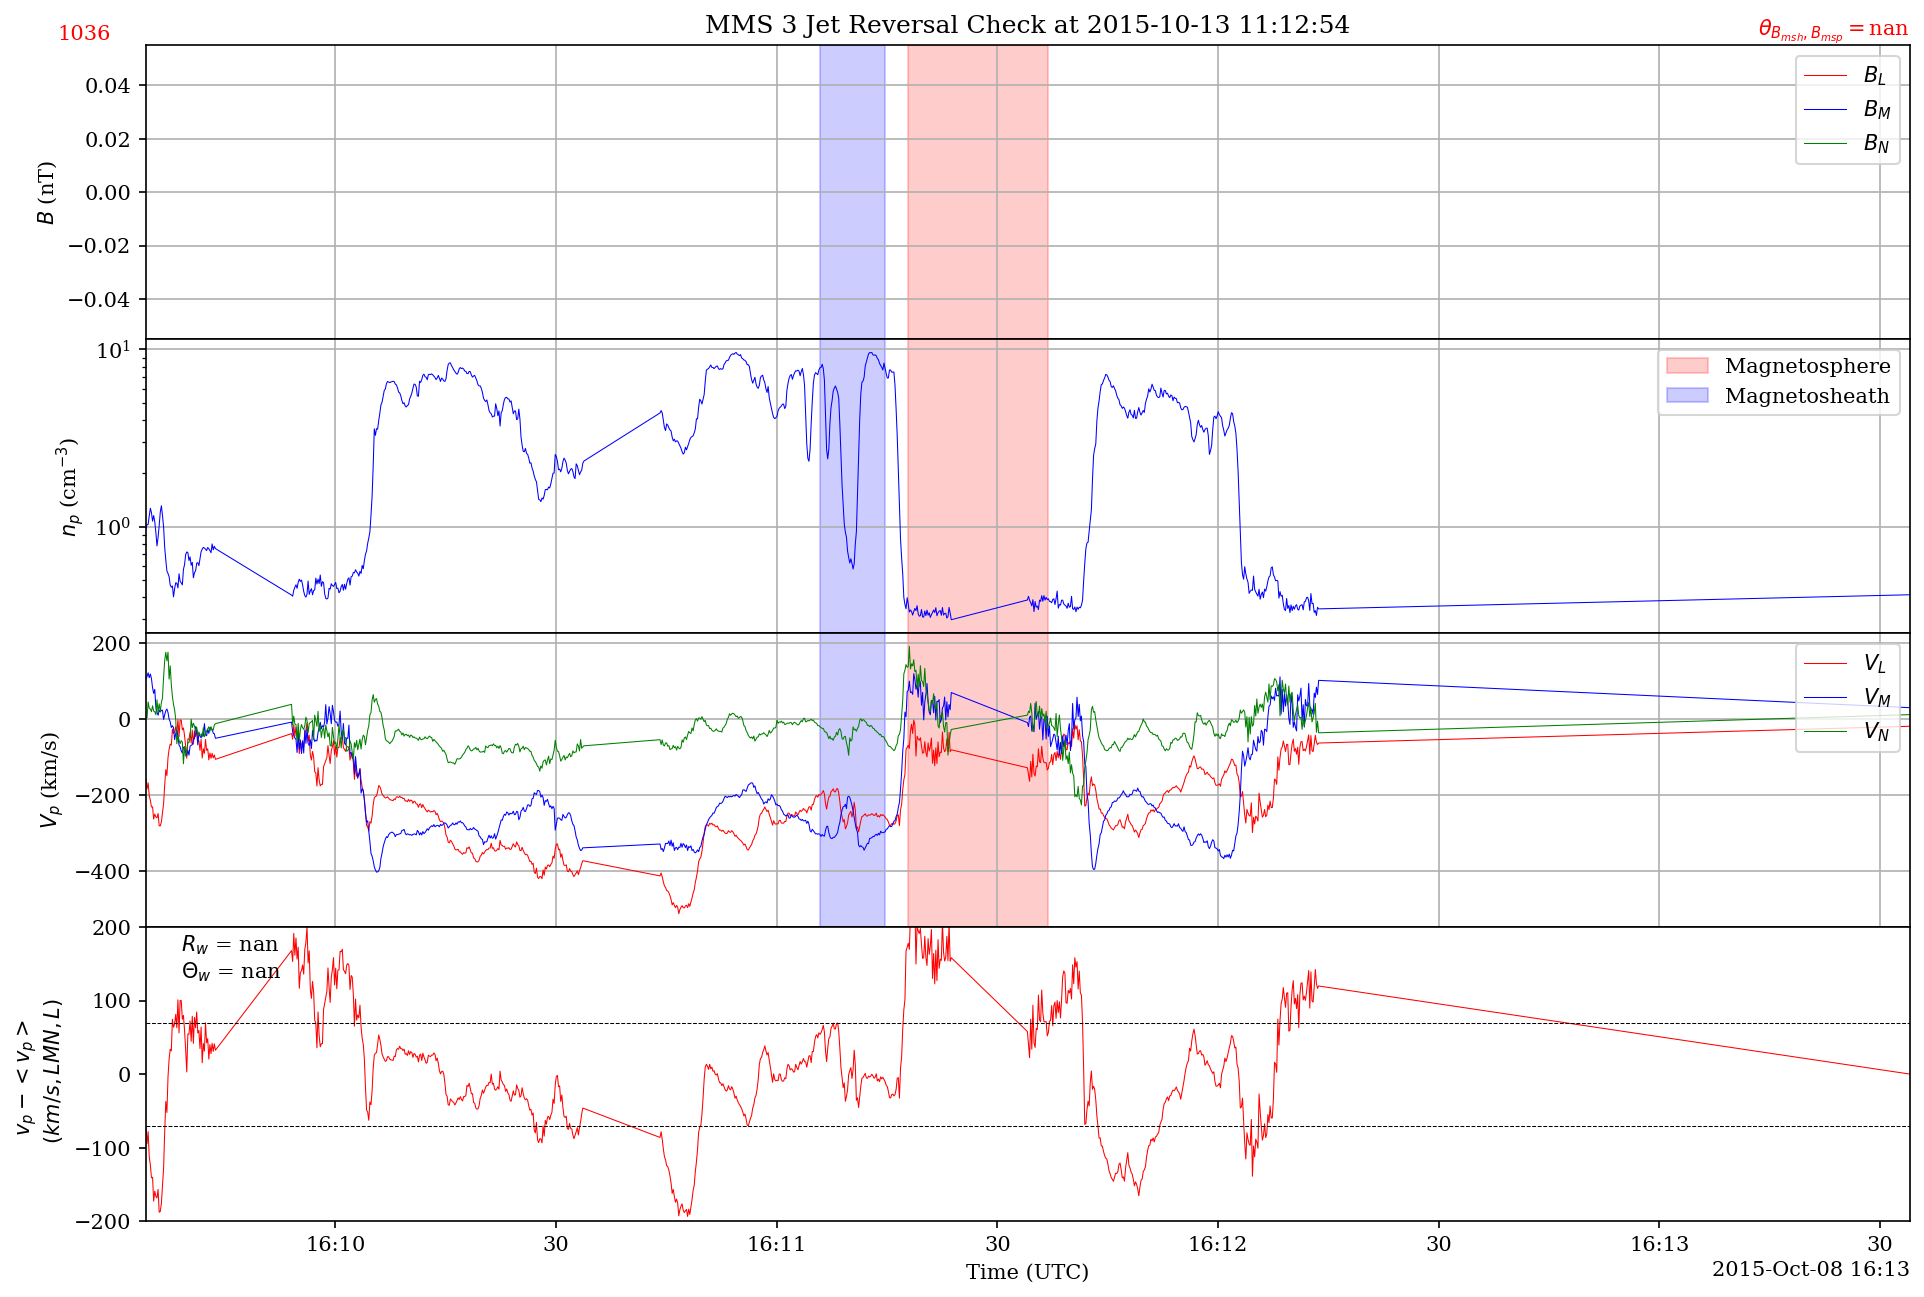 1036
MMS 3 Jet Reversal Check at 2015-10-13 11:12:54
θ_{B_{msh}, B_{msp}} = nan
B (nT)
0.04
0.02
0.00
−0.02
−0.04
B_L
B_M
B_N
n_p (cm^{−3})
10^1
10^0
Magnetosphere
Magnetosheath
V_p (km/s)
200
0
−200
−400
V_L
V_M
V_N
v_p − < v_p >
(km/s, LMN, L)
200
100
0
−100
−200
R_w = nan
Θ_w = nan
16:10
30
16:11
30
16:12
30
16:13
30
Time (UTC)
2015-Oct-08 16:13